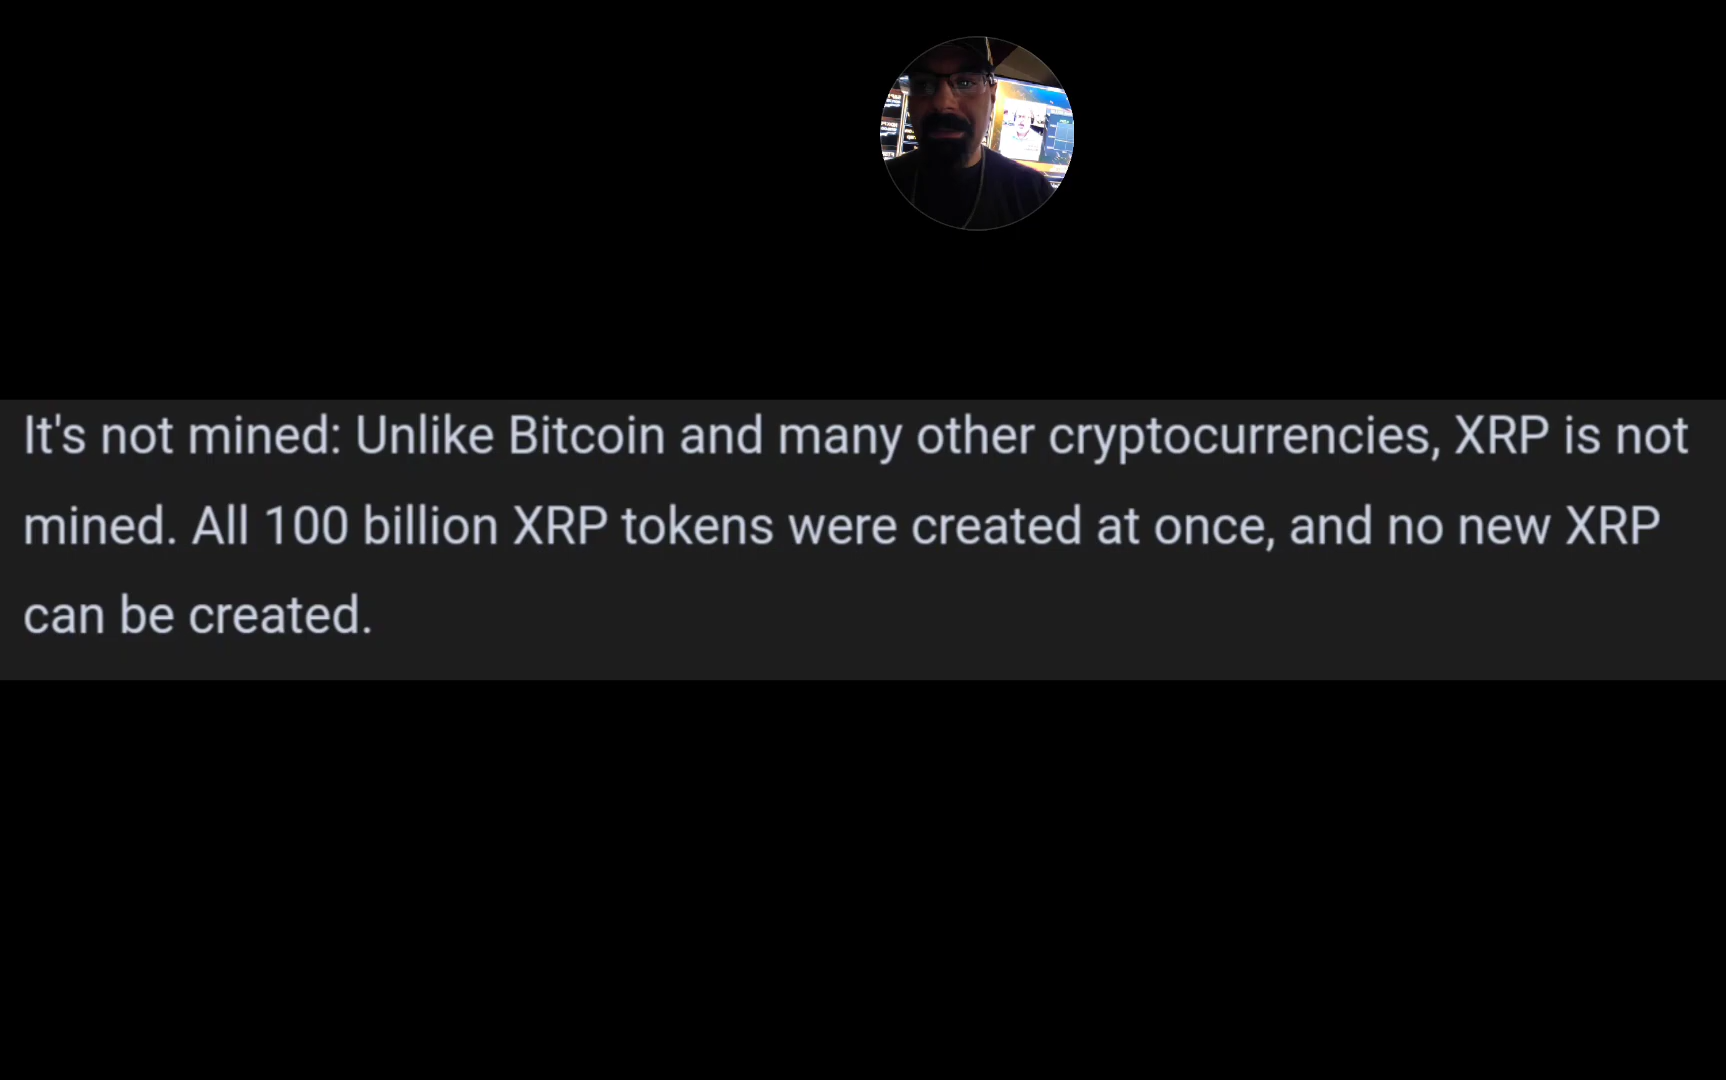 It's not mined: Unlike Bitcoin and many other cryptocurrencies, XRP is not
mined. All 100 billion XRP tokens were created at once, and no new XRP
can be created.